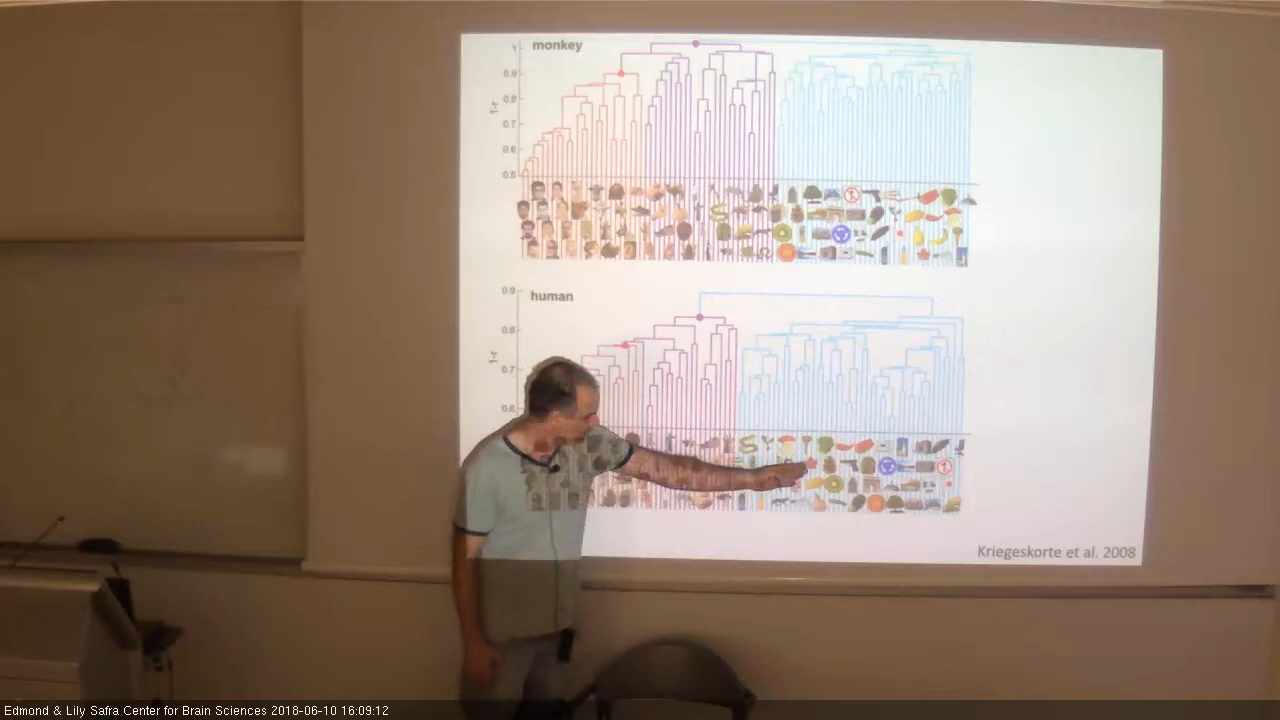 monkey
1
0.9
0.8
0.7
0.6
0.5
1-r
human
0.9
0.8
0.7
0.6
1-r
Kriegeskorte et al. 2008
Edmond & Lily Safra Center for Brain Sciences 2018-06-10 16:09:12